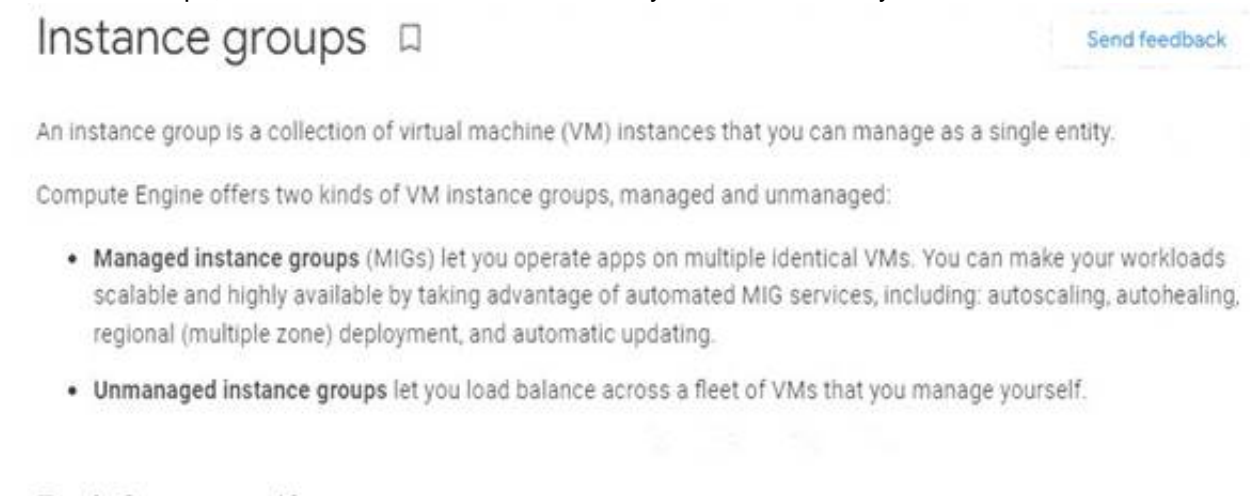 Instance groups
Send feedback
An instance group is a collection of virtual machine (VM) instances that you can manage as a single entity.
Compute Engine offers two kinds of VM instance groups, managed and unmanaged:
• Managed instance groups (MIGs) let you operate apps on multiple identical VMs. You can make your workloads
scalable and highly available by taking advantage of automated MIG services, including: autoscaling, autohealing,
regional (multiple zone) deployment, and automatic updating.
• Unmanaged instance groups let you load balance across a fleet of VMs that you manage yourself.